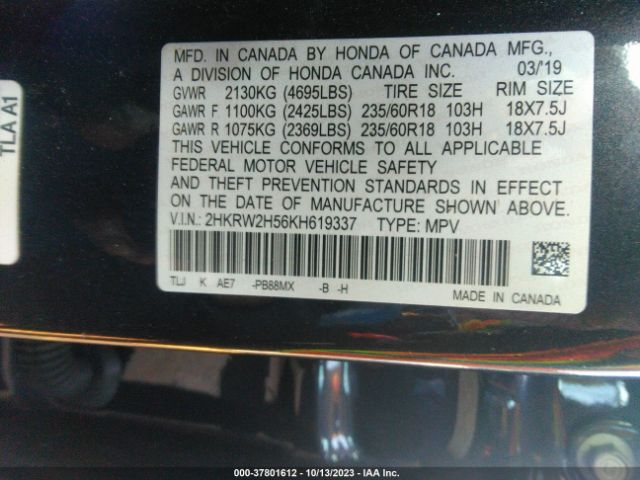 TLA A1
MFD. IN CANADA BY HONDA OF CANADA MFG.,
A DIVISION OF HONDA CANADA INC. 03/'19
GVWR 2130KG (4695LBS) TIRE SIZE RIM SIZE
GAWR F 1100KG (2425LBS) 235/60R18 103H 18X7.5J
GAWR R 1075KG (2369LBS) 235/60R18 103H 18X7.5J
THIS VEHICLE CONFORMS TO ALL APPLICABLE
FEDERAL MOTOR VEHICLE SAFETY
AND THEFT PREVENTION STANDARDS IN EFFECT
ON THE DATE OF MANUFACTURE SHOWN ABOVE.
V.I.N.: 2HKRW2H56KH619337 TYPE: MPV
TLJ K AE7 -PB88MX -B -H
MADE IN CANADA
000-37801612 - 10/13/2023 - IAA Inc.